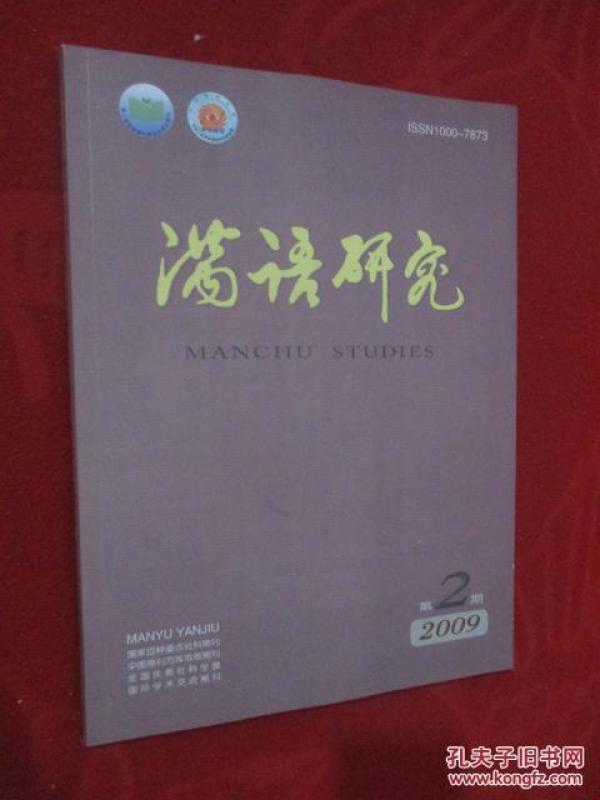 ISSN1000-7873
满语研究
MANCHU STUDIES
第2期
2009
MANYU YANJIU
国家百种重点社科期刊
中国期刊方阵双效期刊
全国优秀社科学报
国际学术交流期刊
孔夫子旧书网
www.kongfz.com